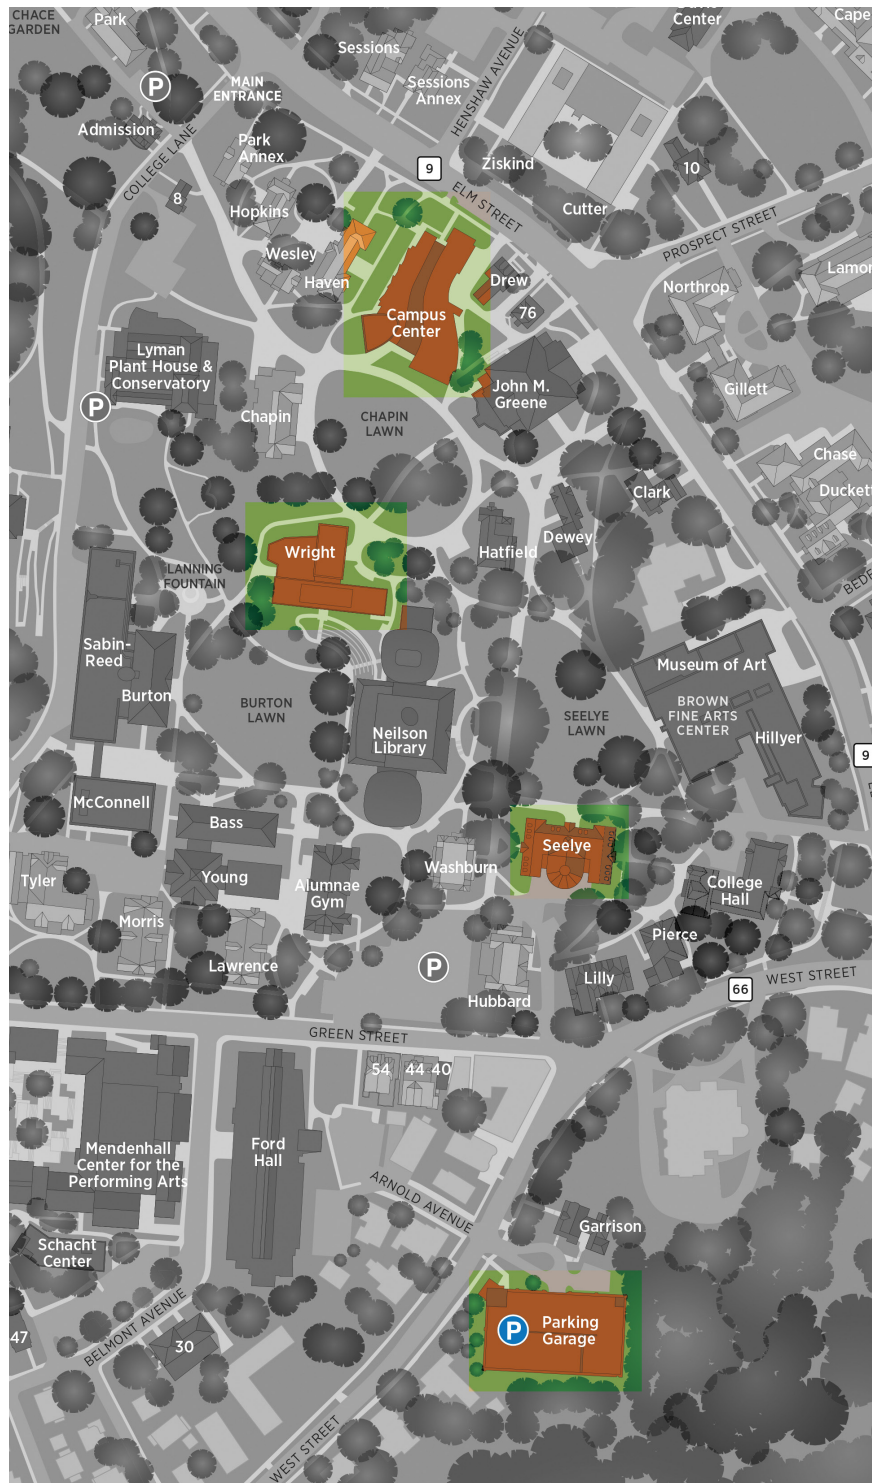 CHACE
GARDEN
Park
Center
Cape
Sessions
Sessions
Annex
HENSHAW AVENUE
P
MAIN
ENTRANCE
Admission
COLLEGE LANE
Park
Annex
9
Ziskind
10
8
Hopkins
ELM STREET
Cutter
PROSPECT STREET
Wesley
Haven
Drew
Northrop
Lamon
Campus
Center
76
Lyman
Plant House &
Conservatory
John M.
Greene
Gillett
P
Chapin
CHAPIN
LAWN
Chase
Duckett
Clark
Wright
Hatfield
Dewey
LANNING
FOUNTAIN
BEDF
Sabin-
Reed
Museum of Art
Burton
BURTON
LAWN
Neilson
Library
SEELYE
LAWN
BROWN
FINE ARTS
CENTER
Hillyer
9
McConnell
Bass
Seelye
Tyler
Young
Alumnae
Gym
Washburn
College
Hall
Morris
Pierce
Lawrence
P
Hubbard
Lilly
66
WEST STREET
GREEN STREET
54
44
40
Mendenhall
Center for the
Performing Arts
Ford
Hall
ARNOLD AVENUE
Garrison
Schacht
Center
BELMONT AVENUE
47
30
P
Parking
Garage
WEST STREET